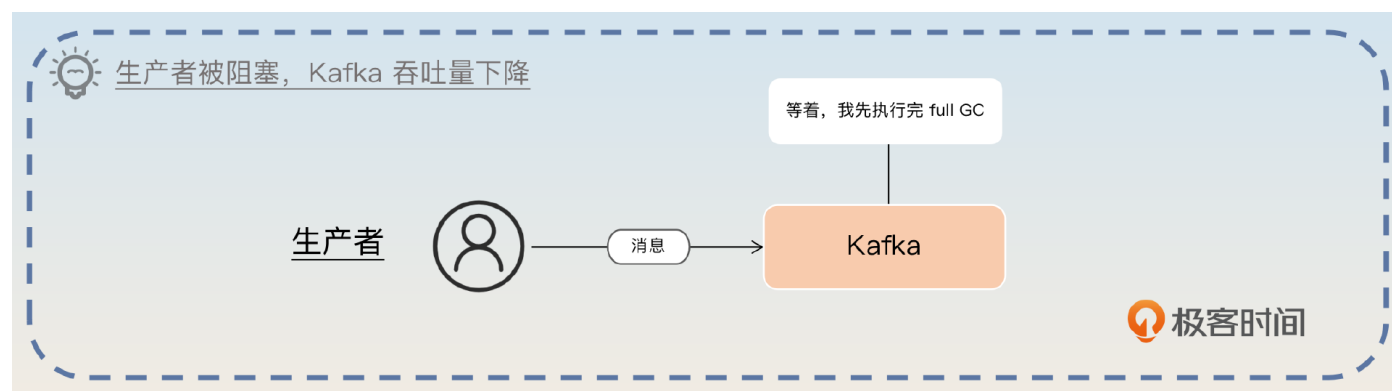 生产者被阻塞，Kafka 吞吐量下降
等着，我先执行完 full GC
生产者
消息
Kafka
极客时间